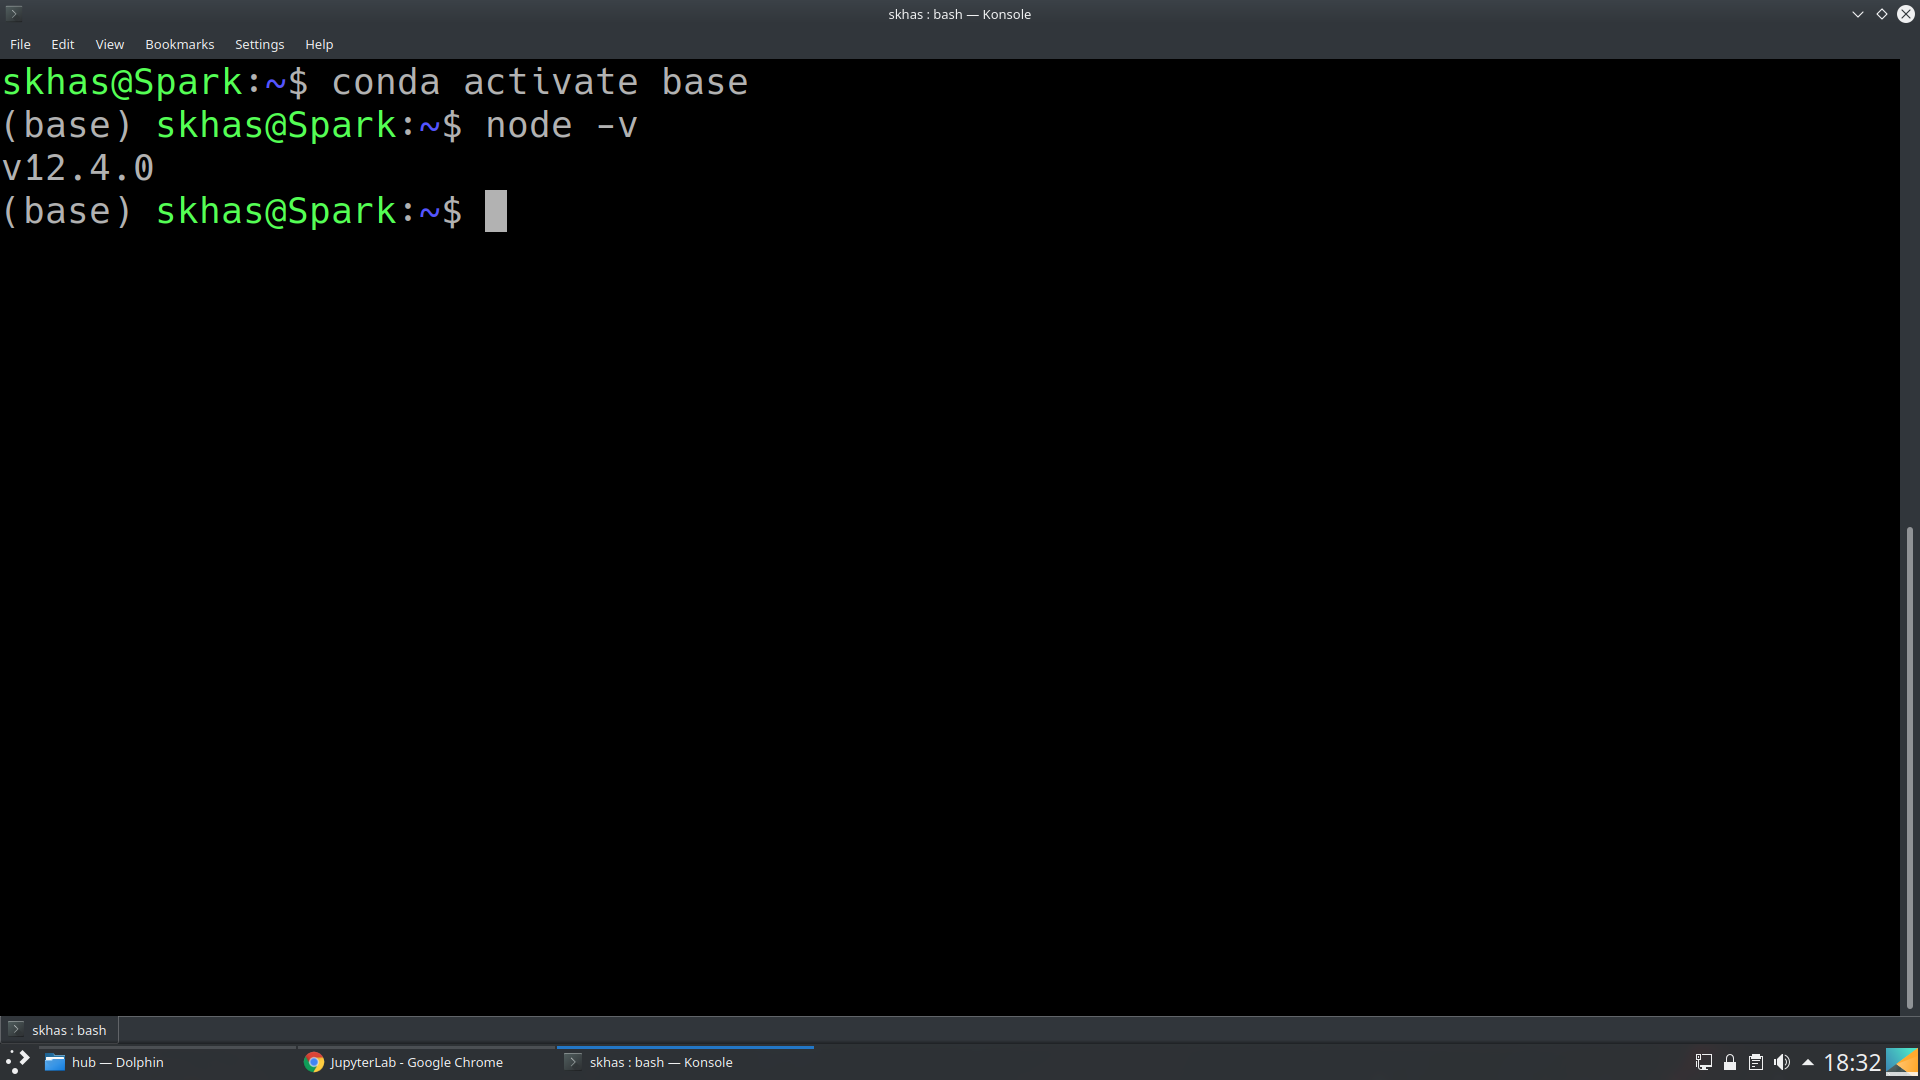 skhas : bash — Konsole
File Edit View Bookmarks Settings Help
skhas@Spark:~$ conda activate base
(base) skhas@Spark:~$ node -v
v12.4.0
(base) skhas@Spark:~$
skhas : bash
hub — Dolphin JupyterLab - Google Chrome skhas : bash — Konsole 18:32